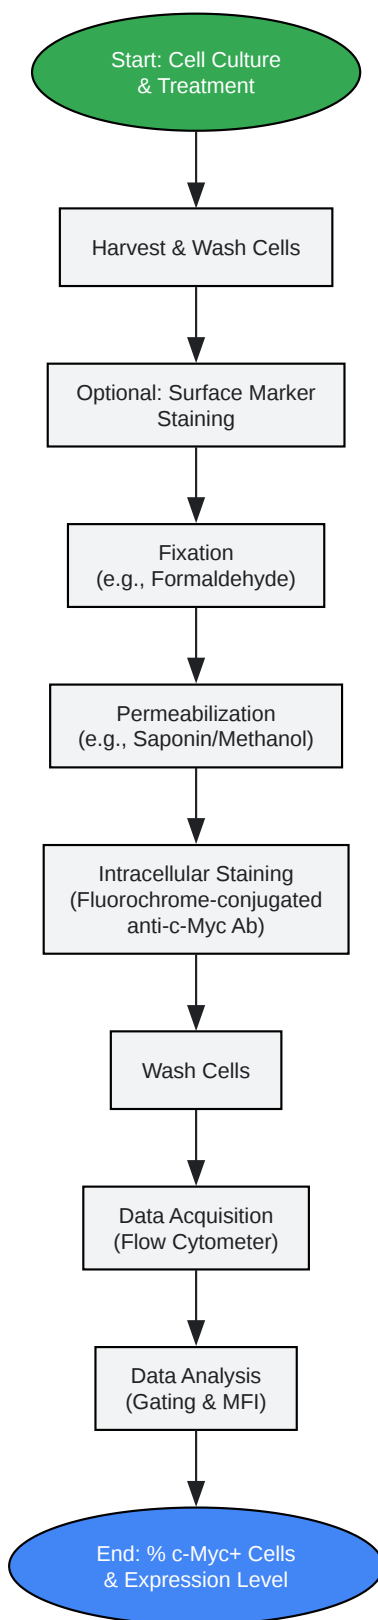 Start: Cell Culture
& Treatment
Harvest & Wash Cells
Optional: Surface Marker
Staining
Fixation
(e.g., Formaldehyde)
Permeabilization
(e.g., Saponin/Methanol)
Intracellular Staining
(Fluorochrome-conjugated
anti-c-Myc Ab)
Wash Cells
Data Acquisition
(Flow Cytometer)
Data Analysis
(Gating & MFI)
End: % c-Myc+ Cells
& Expression Level